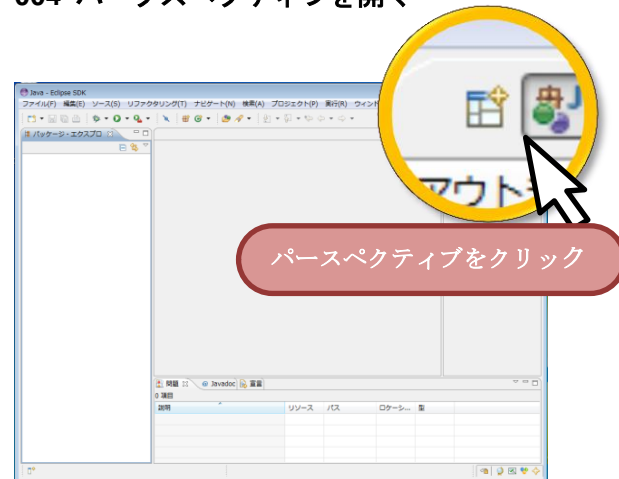 Java - Eclipse SDK
ファイル(F) 編集(E) ソース(S) リファクタリング(T) ナビゲート(N) 検索(A) プロジェクト(P) 実行(R)
パッケージ・エクスプロ
パースペクティブをクリック
問題 @ Javadoc 宣言
0 項目
説明 リソース パス ロケーシ... 型